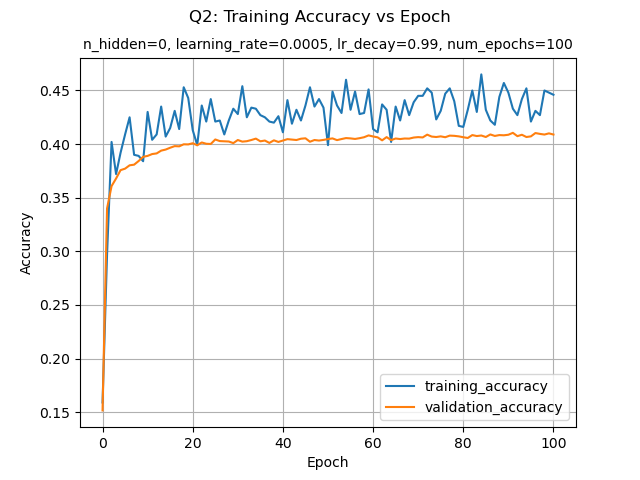 Q2: Training Accuracy vs Epoch
n_hidden=0, learning_rate=0.0005, lr_decay=0.99, num_epochs=100
0.45
0.40
0.35
0.30
0.25
0.20
0.15
Accuracy
training_accuracy
validation_accuracy
0
20
40
60
80
100
Epoch